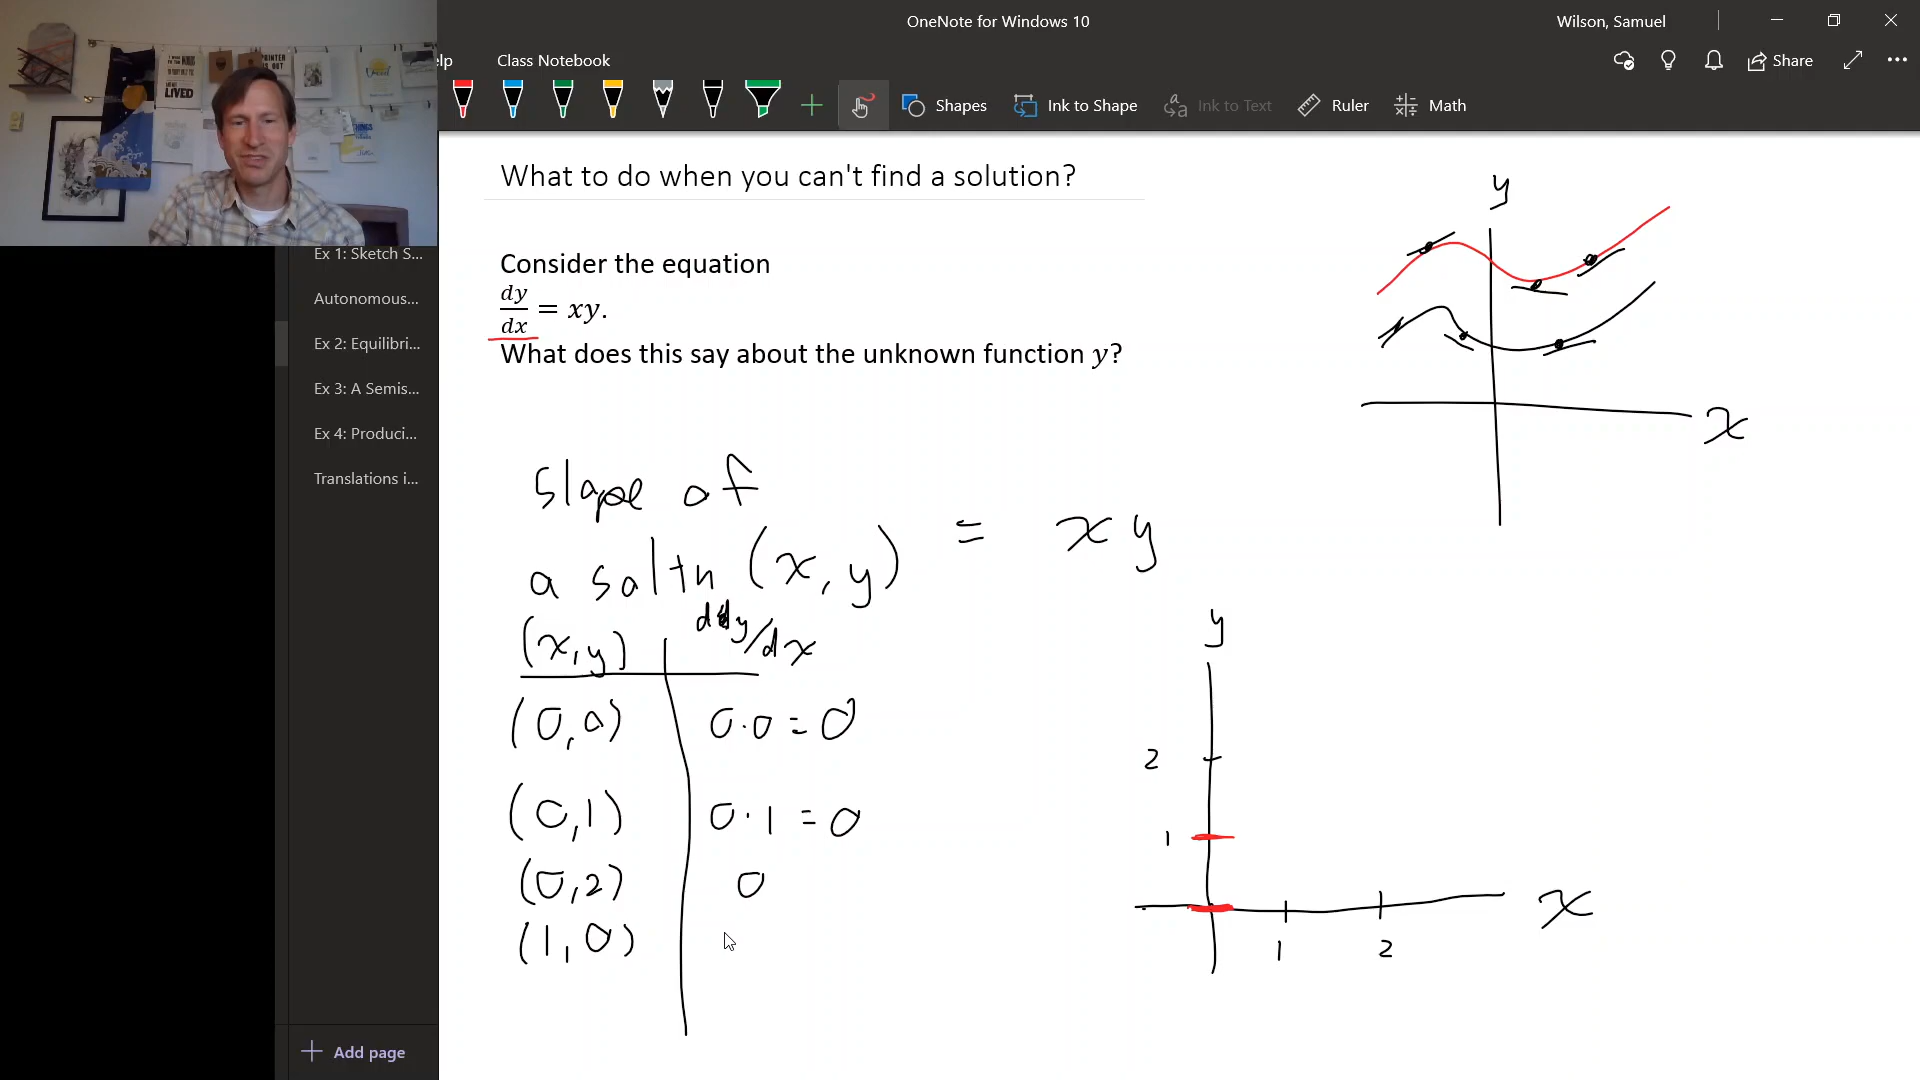 OneNote for Windows 10
Wilson, Samuel
elp
Class Notebook
Share
Shapes
Ink to Shape
Ink to Text
Ruler
Math
LIVED
What to do when you can't find a solution?
Consider the equation
dy/dx = xy.
What does this say about the unknown function y?
Ex 1: Sketch S...
Autonomous...
Ex 2: Equilibri...
Ex 3: A Semis...
Ex 4: Produci...
Translations i...
Add page
y
x
Slope of
a soltn (x, y) = xy
(x,y) dy/dx
(0,0) 0·0=0
(0,1) 0·1=0
(0,2) 0
(1,0)
y
2
1
x
1 2